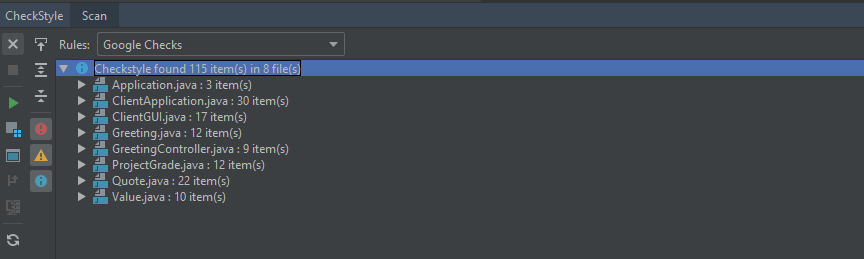 CheckStyle Scan
Rules: Google Checks
Checkstyle found 115 item(s) in 8 file(s)
Application.java : 3 item(s)
ClientApplication.java : 30 item(s)
ClientGUI.java : 17 item(s)
Greeting.java : 12 item(s)
GreetingController.java : 9 item(s)
ProjectGrade.java : 12 item(s)
Quote.java : 22 item(s)
Value.java : 10 item(s)